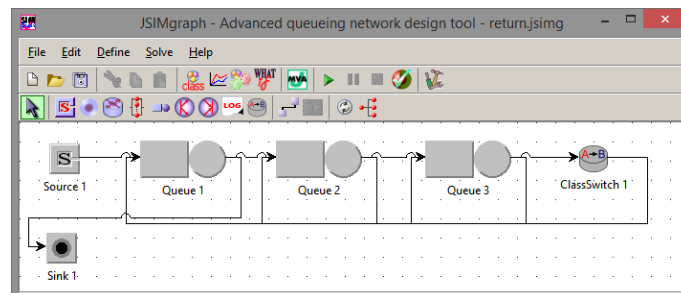 JSIMgraph - Advanced queueing network design tool - return.jsimg
File Edit Define Solve Help
class WHAT IF MVA
S LOG A→B
S
Source 1
Queue 1
Queue 2
Queue 3
A→B
ClassSwitch 1
Sink 1